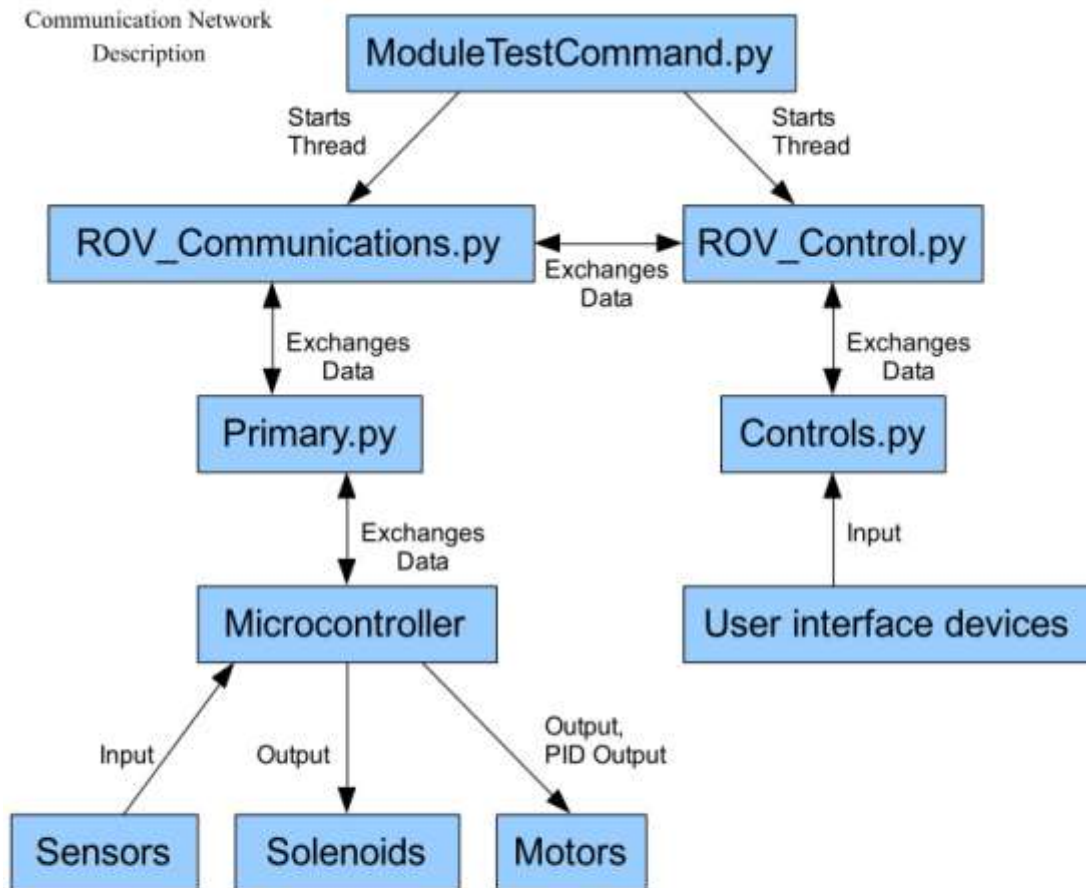 Communication Network
Description
ModuleTestCommand.py
Starts
Thread
Starts
Thread
ROV_Communications.py
Exchanges
Data
ROV_Control.py
Exchanges
Data
Exchanges
Data
Primary.py
Controls.py
Exchanges
Data
Input
Microcontroller
User interface devices
Input
Output
Output,
PID Output
Sensors
Solenoids
Motors